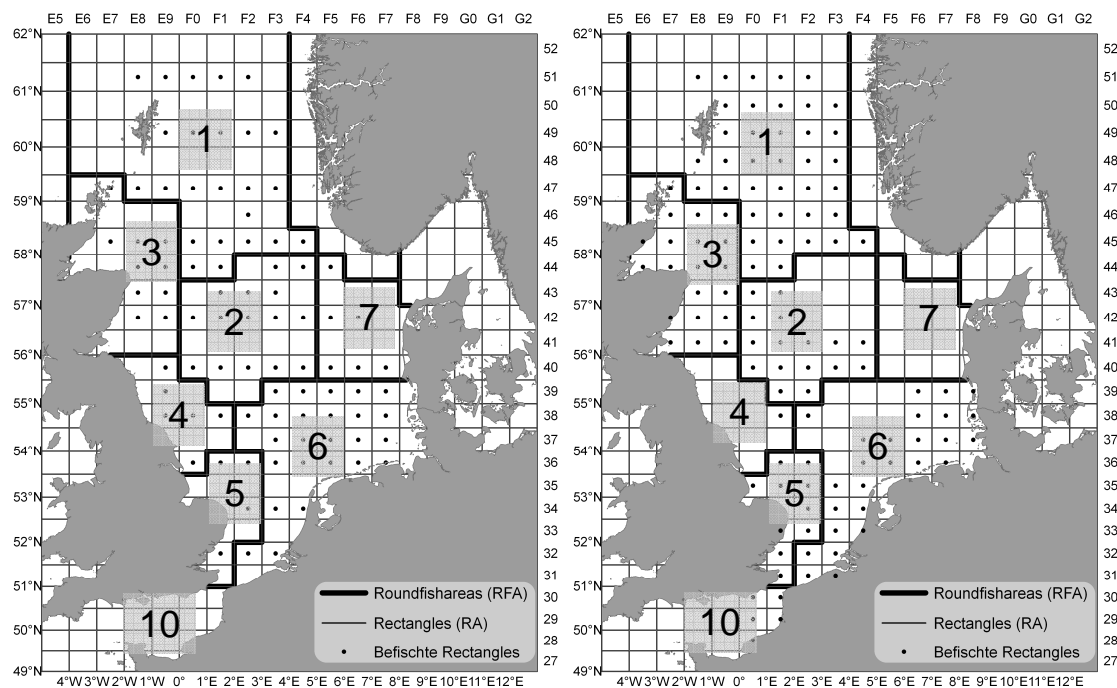 E5 E6 E7 E8 E9 F0 F1 F2 F3 F4 F5 F6 F7 F8 F9 G0 G1 G2
62°N
61°N
60°N
59°N
58°N
57°N
56°N
55°N
54°N
53°N
52°N
51°N
50°N
49°N
52
51
50
49
48
47
46
45
44
43
42
41
40
39
38
37
36
35
34
33
32
31
30
29
28
27
1
2
3
4
5
6
7
10
Roundfishareas (RFA)
Rectangles (RA)
Befischte Rectangles
4°W 3°W 2°W 1°W 0° 1°E 2°E 3°E 4°E 5°E 6°E 7°E 8°E 9°E 10°E 11°E 12°E
E5 E6 E7 E8 E9 F0 F1 F2 F3 F4 F5 F6 F7 F8 F9 G0 G1 G2
62°N
61°N
60°N
59°N
58°N
57°N
56°N
55°N
54°N
53°N
52°N
51°N
50°N
49°N
52
51
50
49
48
47
46
45
44
43
42
41
40
39
38
37
36
35
34
33
32
31
30
29
28
27
1
2
3
4
5
6
7
10
Roundfishareas (RFA)
Rectangles (RA)
Befischte Rectangles
4°W 3°W 2°W 1°W 0° 1°E 2°E 3°E 4°E 5°E 6°E 7°E 8°E 9°E 10°E 11°E 12°E